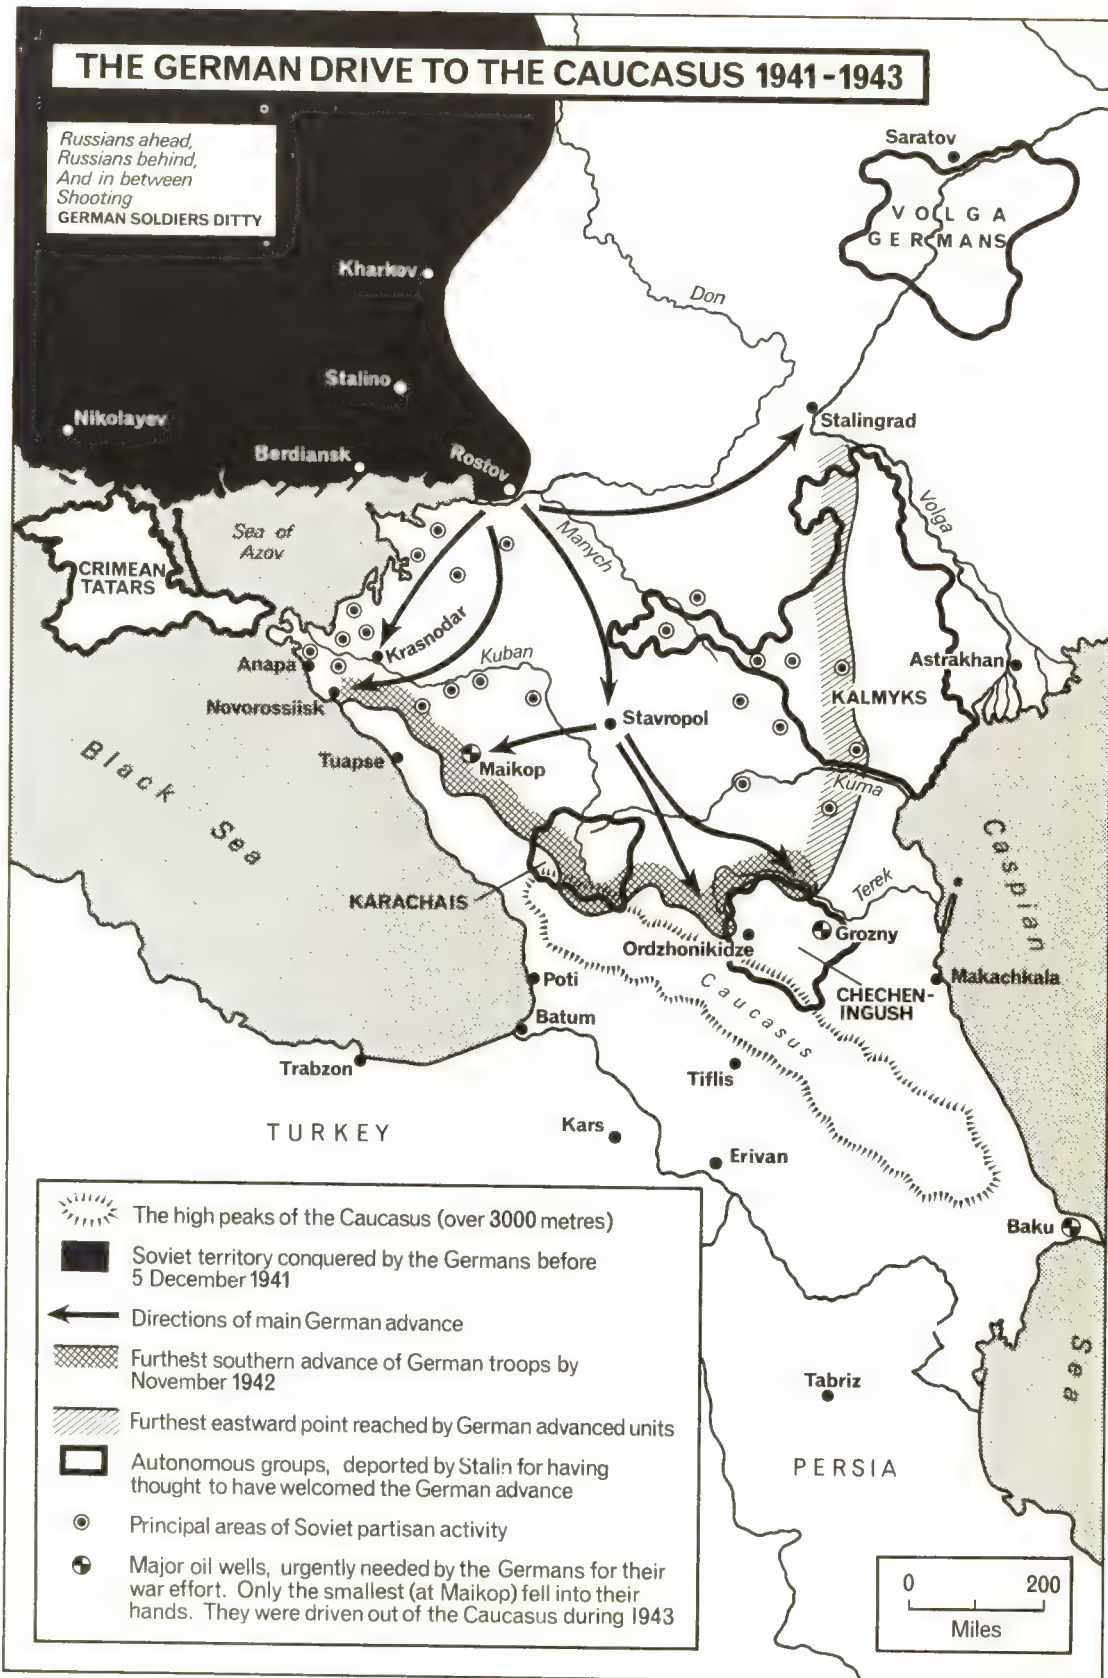 THE GERMAN DRIVE TO THE CAUCASUS 1941-1943
Russians ahead,
Russians behind,
And in between
Shooting
GERMAN SOLDIERS DITTY
Saratov
VOLGA
GERMANS
Kharkov
Don
Stalino
Nikolayev
Stalingrad
Berdiansk
Rostov
Volga
Sea of
Azov
Manych
CRIMEAN
TATARS
Krasnodar
Kuban
Anapa
Astrakhan
KALMYKS
Novorossiisk
Stavropol
Tuapse
Maikop
Black Sea
Kuma
Caspian
Terek
KARACHAIS
Grozny
Ordzhonikidze
Poti
Makachkala
CHECHEN-
INGUSH
Caucasus
Batum
Trabzon
Tiflis
TURKEY
Kars
Erivan
Baku
The high peaks of the Caucasus (over 3000 metres)
Soviet territory conquered by the Germans before
5 December 1941
Directions of main German advance
Furthest southern advance of German troops by
November 1942
Furthest eastward point reached by German advanced units
Autonomous groups, deported by Stalin for having
thought to have welcomed the German advance
Principal areas of Soviet partisan activity
Major oil wells, urgently needed by the Germans for their
war effort. Only the smallest (at Maikop) fell into their
hands. They were driven out of the Caucasus during 1943
Sea
Tabriz
PERSIA
0 200
Miles